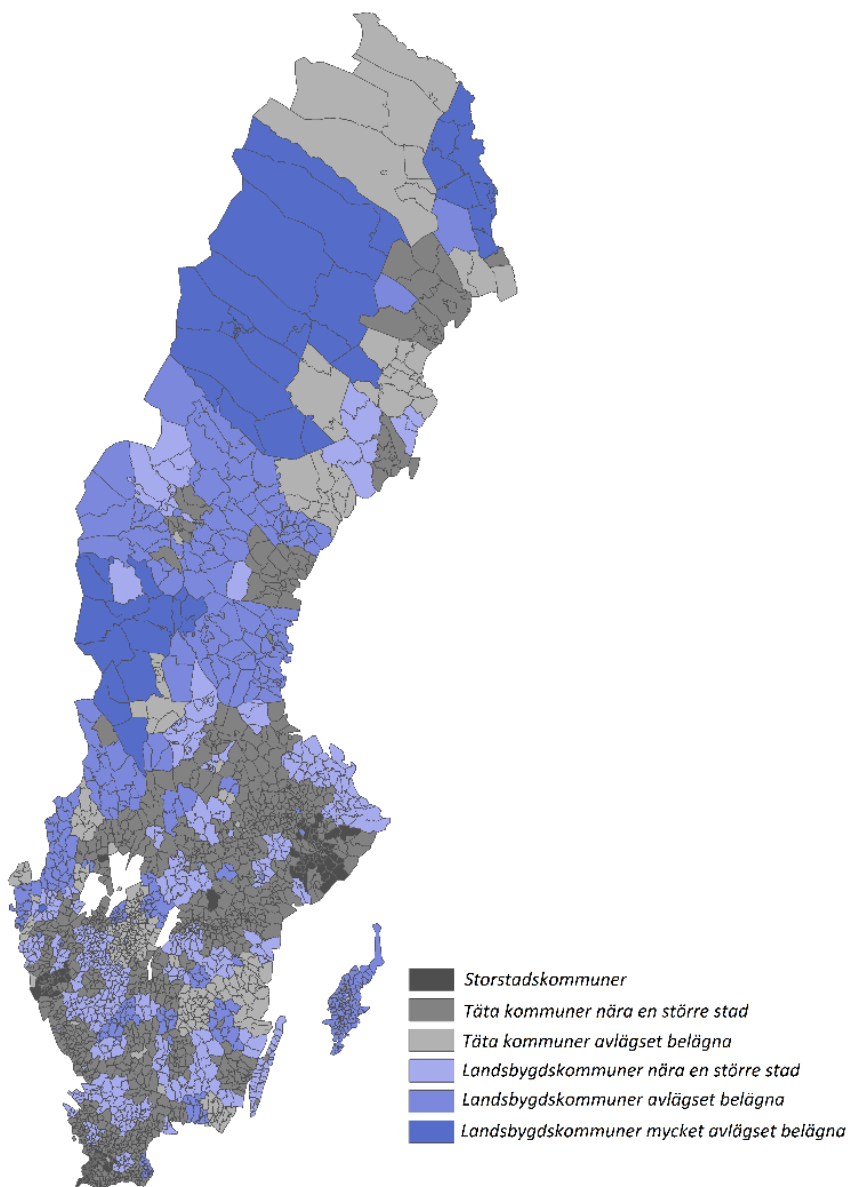 Storstadskommuner
Täta kommuner nära en större stad
Täta kommuner avlägset belägna
Landsbygdskommuner nära en större stad
Landsbygdskommuner avlägset belägna
Landsbygdskommuner mycket avlägset belägna